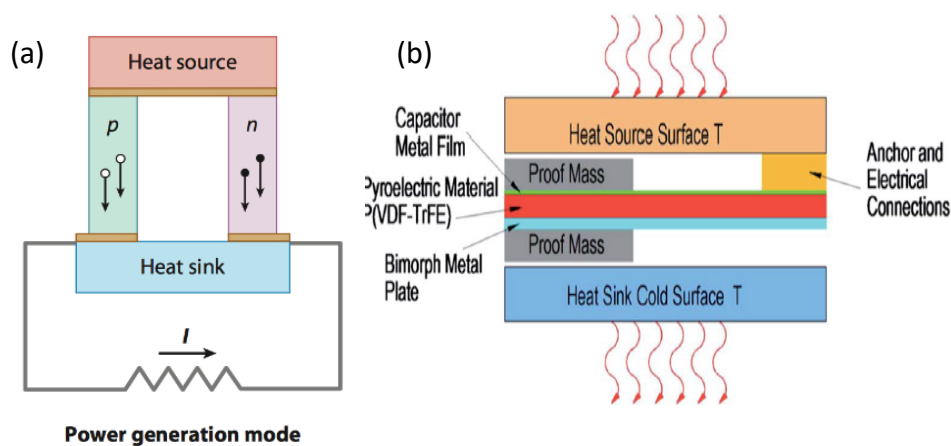 (a)
Heat source
p
n
Heat sink
I
Power generation mode
(b)
Heat Source Surface T
Capacitor
Metal Film
Proof Mass
Anchor and
Electrical
Connections
Pyroelectric Material
P(VDF-TrFE)
Bimorph Metal
Plate
Proof Mass
Heat Sink Cold Surface T